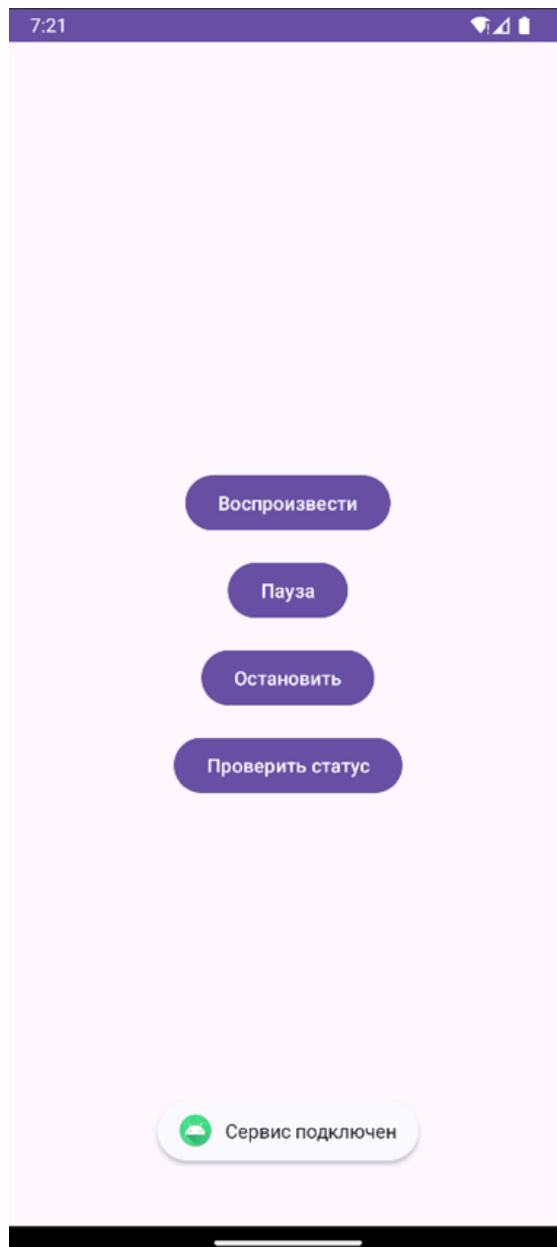 7:21
Воспроизвести
Пауза
Остановить
Проверить статус
Сервис подключен